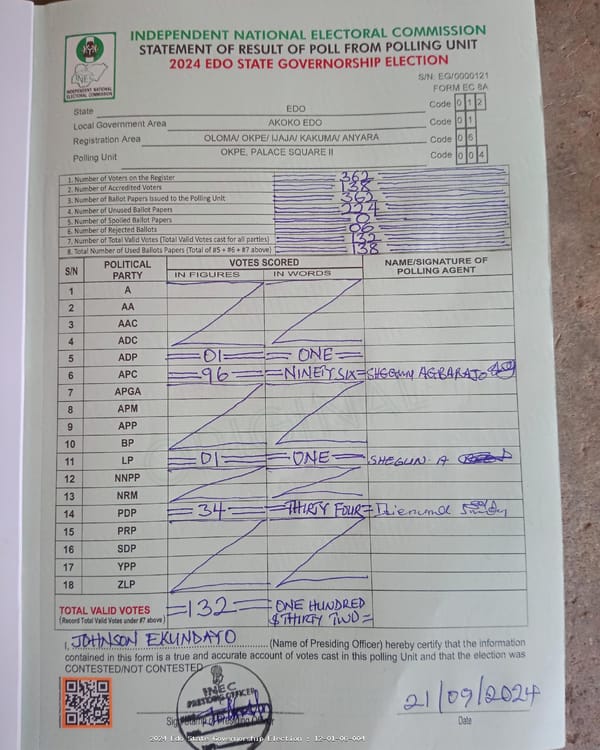 INDEPENDENT NATIONAL ELECTORAL COMMISSION
STATEMENT OF RESULT OF POLL FROM POLLING UNIT
2024 EDO STATE GOVERNORSHIP ELECTION
INEC
INDEPENDENT NATIONAL
ELECTORAL COMMISSION
S/N: EG/0000121
FORM EC 8A
State EDO Code 0 1 2
Local Government Area AKOKO EDO Code 0 1
Registration Area OLOMA/ OKPE/ IJAJA/ KAKUMA/ ANYARA Code 0 6
Polling Unit OKPE, PALACE SQUARE II Code 0 0 4
1. Number of Voters on the Register 362
2. Number of Accredited Voters 138
3. Number of Ballot Papers Issued to the Polling Unit 362
4. Number of Unused Ballot Papers 224
5. Number of Spoiled Ballot Papers 0
6. Number of Rejected Ballots 06
7. Number of Total Valid Votes (Total Valid Votes cast for all parties) 132
8. Total Number of Used Ballots Papers (Total of #5 + #6 + #7 above) 138
S/N POLITICAL PARTY VOTES SCORED NAME/SIGNATURE OF POLLING AGENT
IN FIGURES IN WORDS
1 A
2 AA
3 AAC
4 ADC
5 ADP 01 ONE
6 APC 96 NINETY SIX SHEGUN AGBARAJO
7 APGA
8 APM
9 APP
10 BP
11 LP 01 ONE SHEGUN A
12 NNPP
13 NRM
14 PDP 34 THIRTY FOUR
15 PRP
16 SDP
17 YPP
18 ZLP
TOTAL VALID VOTES =132= ONE HUNDRED
(Record Total Valid Votes under #7 above) & THIRTY TWO=
I, JOHNSON EKUNDAYO (Name of Presiding Officer) hereby certify that the information
contained in this form is a true and accurate account of votes cast in this polling Unit and that the election was
CONTESTED/NOT CONTESTED
INEC
PRESIDING OFFICER
21/09/2024
Date
2024 Edo State Governorship Election : 12-01-06-004